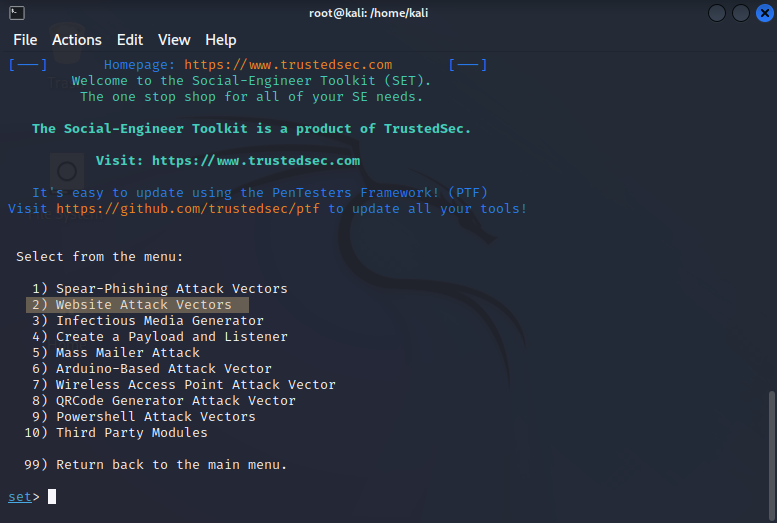 root@kali: /home/kali
File Actions Edit View Help
[---] Homepage: https://www.trustedsec.com [---]
Welcome to the Social-Engineer Toolkit (SET).
The one stop shop for all of your SE needs.
The Social-Engineer Toolkit is a product of TrustedSec.
Visit: https://www.trustedsec.com
It's easy to update using the PenTesters Framework! (PTF)
Visit https://github.com/trustedsec/ptf to update all your tools!
Select from the menu:
1) Spear-Phishing Attack Vectors
2) Website Attack Vectors
3) Infectious Media Generator
4) Create a Payload and Listener
5) Mass Mailer Attack
6) Arduino-Based Attack Vector
7) Wireless Access Point Attack Vector
8) QRCode Generator Attack Vector
9) Powershell Attack Vectors
10) Third Party Modules
99) Return back to the main menu.
set>